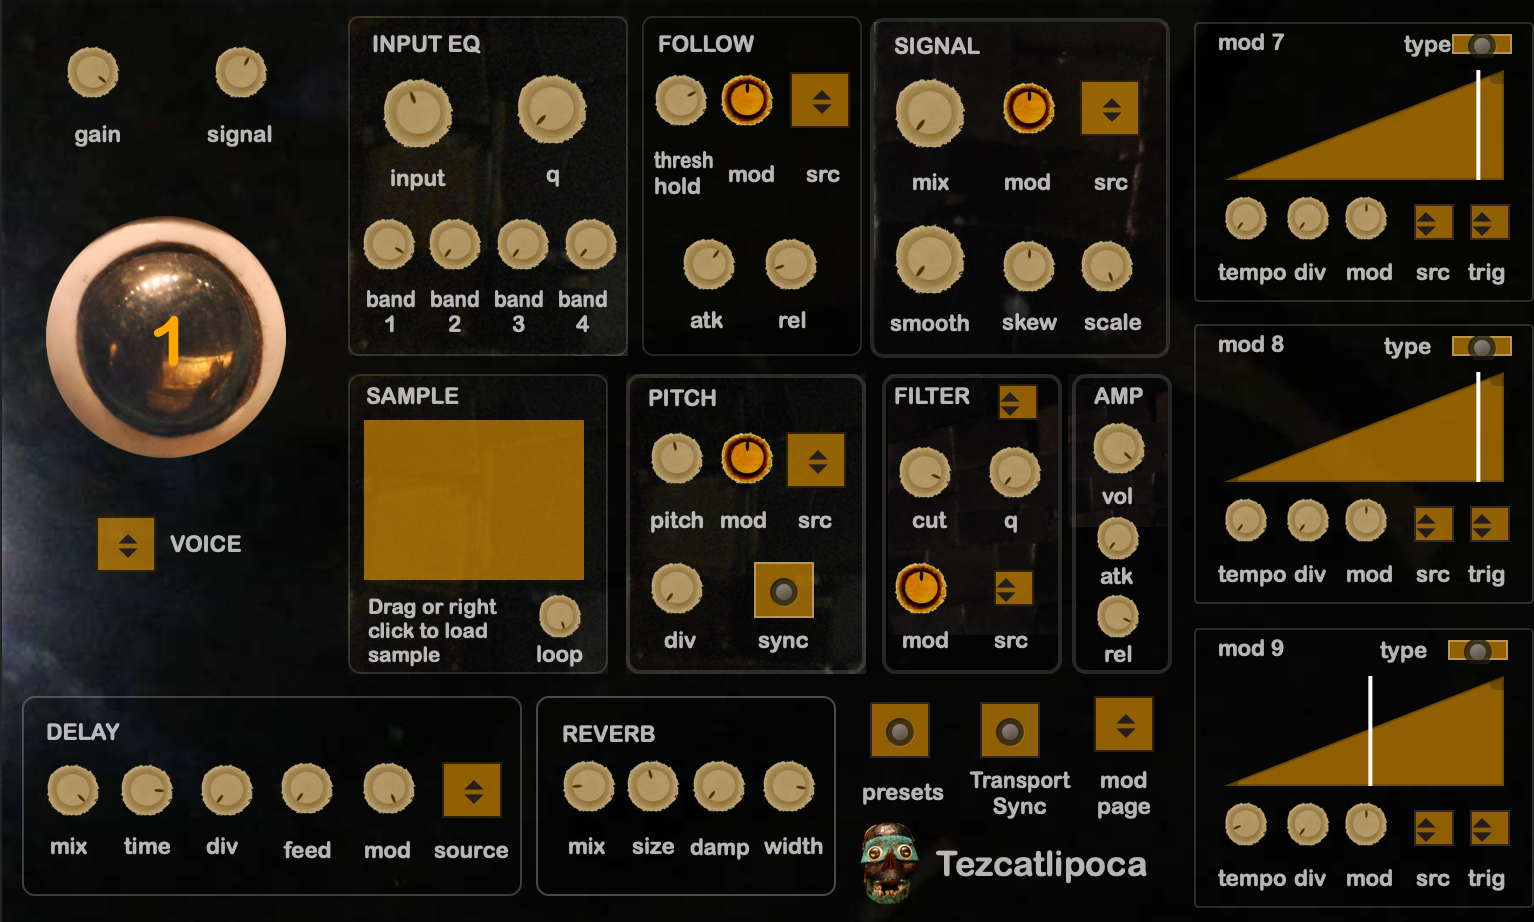 gain
signal
1
VOICE
INPUT EQ
input
q
band 1
band 2
band 3
band 4
FOLLOW
thresh
hold
mod
src
atk
rel
SIGNAL
mix
mod
src
smooth
skew
scale
SAMPLE
Drag or right
click to load
sample
loop
PITCH
pitch
mod
src
div
sync
FILTER
cut
q
mod
src
AMP
vol
atk
rel
DELAY
mix
time
div
feed
mod
source
REVERB
mix
size
damp
width
presets
Transport
Sync
mod
page
Tezcatlipoca
mod 7
type
tempo div mod src trig
mod 8
type
tempo div mod src trig
mod 9
type
tempo div mod src trig